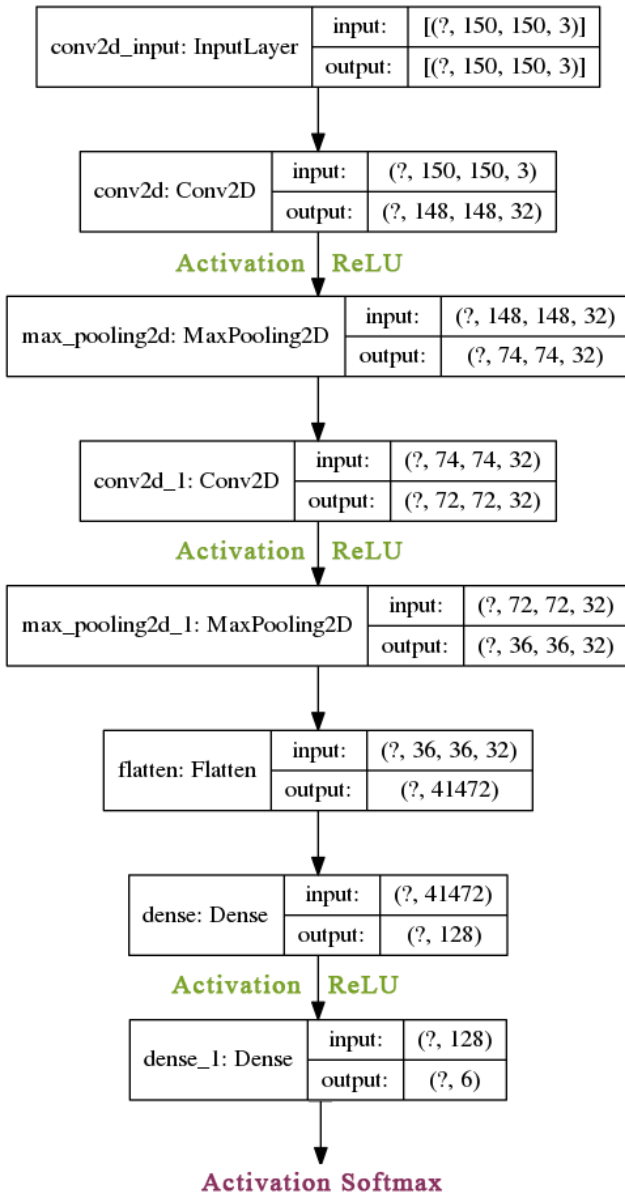 conv2d_input: InputLayer
input: [(?, 150, 150, 3)]
output: [(?, 150, 150, 3)]
conv2d: Conv2D
input: (?, 150, 150, 3)
output: (?, 148, 148, 32)
Activation ReLU
max_pooling2d: MaxPooling2D
input: (?, 148, 148, 32)
output: (?, 74, 74, 32)
conv2d_1: Conv2D
input: (?, 74, 74, 32)
output: (?, 72, 72, 32)
Activation ReLU
max_pooling2d_1: MaxPooling2D
input: (?, 72, 72, 32)
output: (?, 36, 36, 32)
flatten: Flatten
input: (?, 36, 36, 32)
output: (?, 41472)
dense: Dense
input: (?, 41472)
output: (?, 128)
Activation ReLU
dense_1: Dense
input: (?, 128)
output: (?, 6)
Activation Softmax